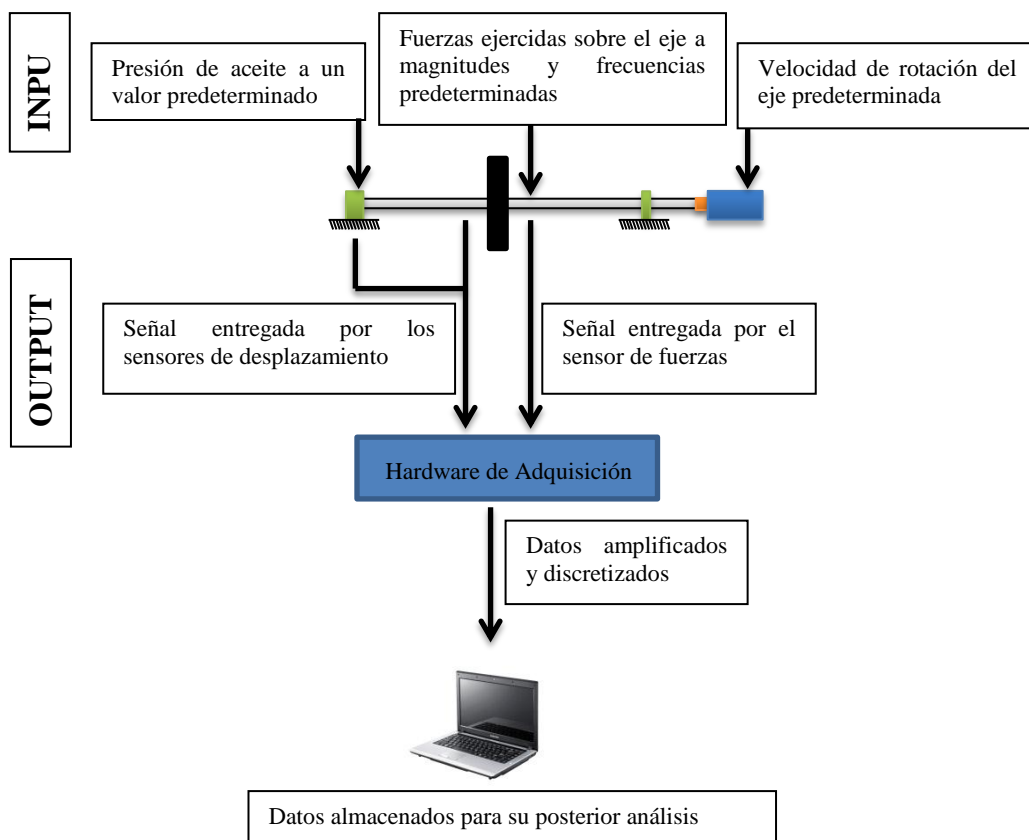 INPU
Presión de aceite a un
valor predeterminado
Fuerzas ejercidas sobre el eje a
magnitudes y frecuencias
predeterminadas
Velocidad de rotación del
eje predeterminada
OUTPUT
Señal entregada por los
sensores de desplazamiento
Señal entregada por el
sensor de fuerzas
Hardware de Adquisición
Datos amplificados
y discretizados
Datos almacenados para su posterior análisis